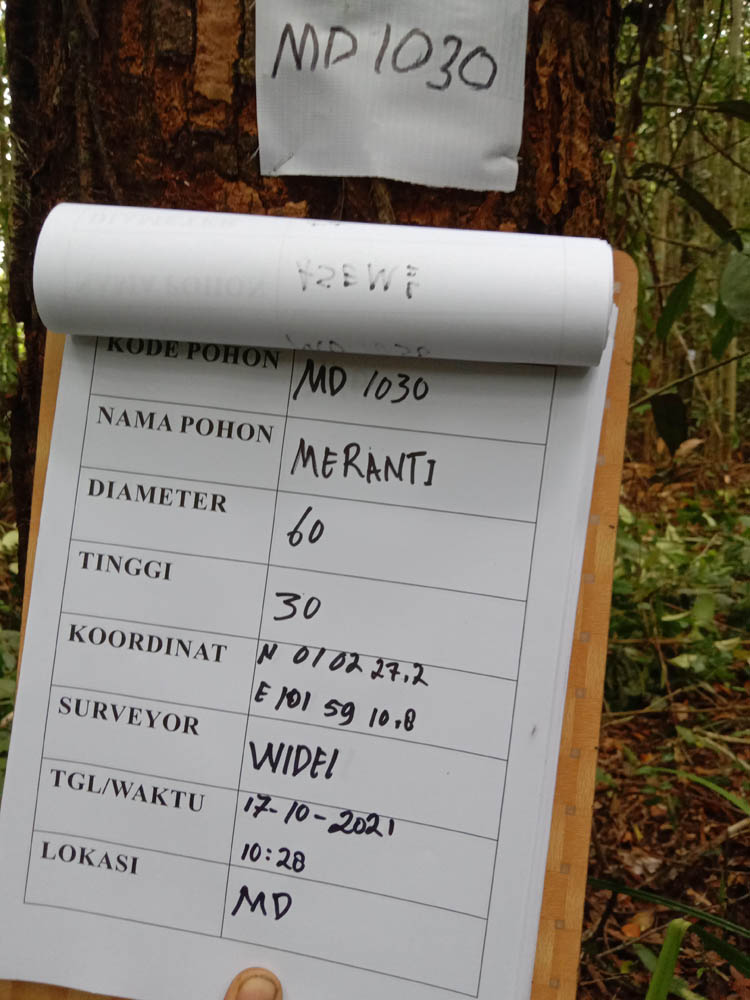 MD 1030
KODE POHON MD 1030
NAMA POHON MERANTI
DIAMETER 60
TINGGI 30
KOORDINAT N 01 02 27.2
E 101 59 10.8
SURVEYOR WIDEL
TGL/WAKTU 17-10-2021
10:28
LOKASI MD